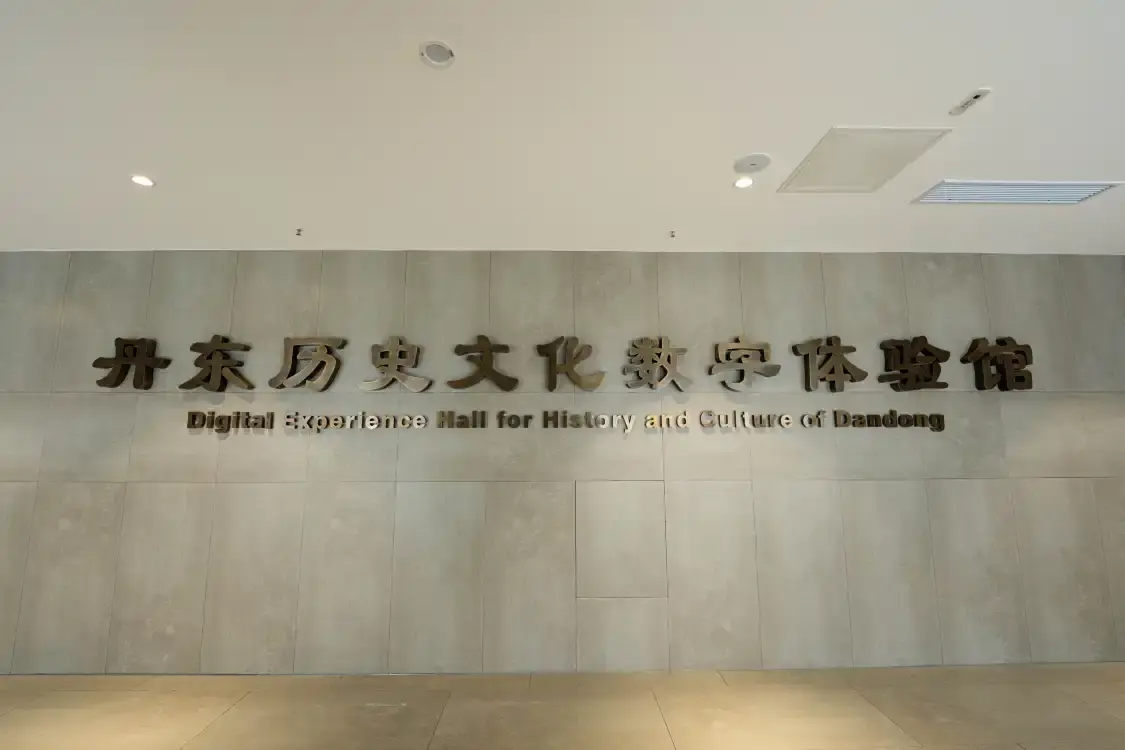 丹东历史文化数字体验馆
Digital Experience Hall for History and Culture of Dandong